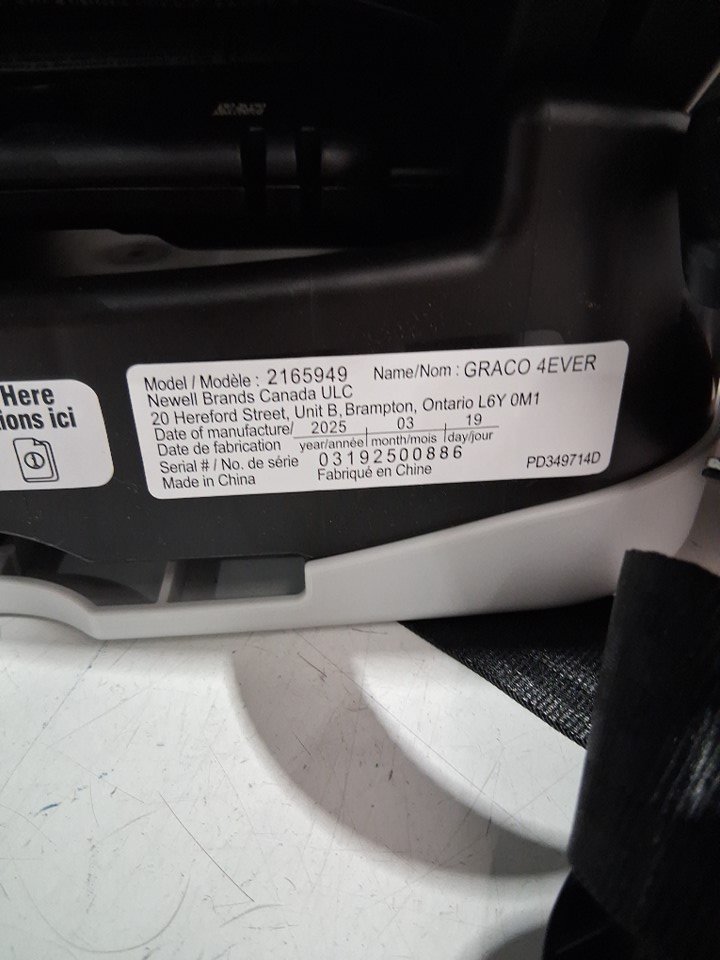 Here
ions ici
Model / Modèle : 2165949 Name/Nom : GRACO 4EVER
Newell Brands Canada ULC
20 Hereford Street, Unit B, Brampton, Ontario L6Y 0M1
Date of manufacture/ 2025 03 19
Date de fabrication year/année month/mois day/jour
Serial # / No. de série 03192500886
Made in China Fabriqué en Chine PD349714D